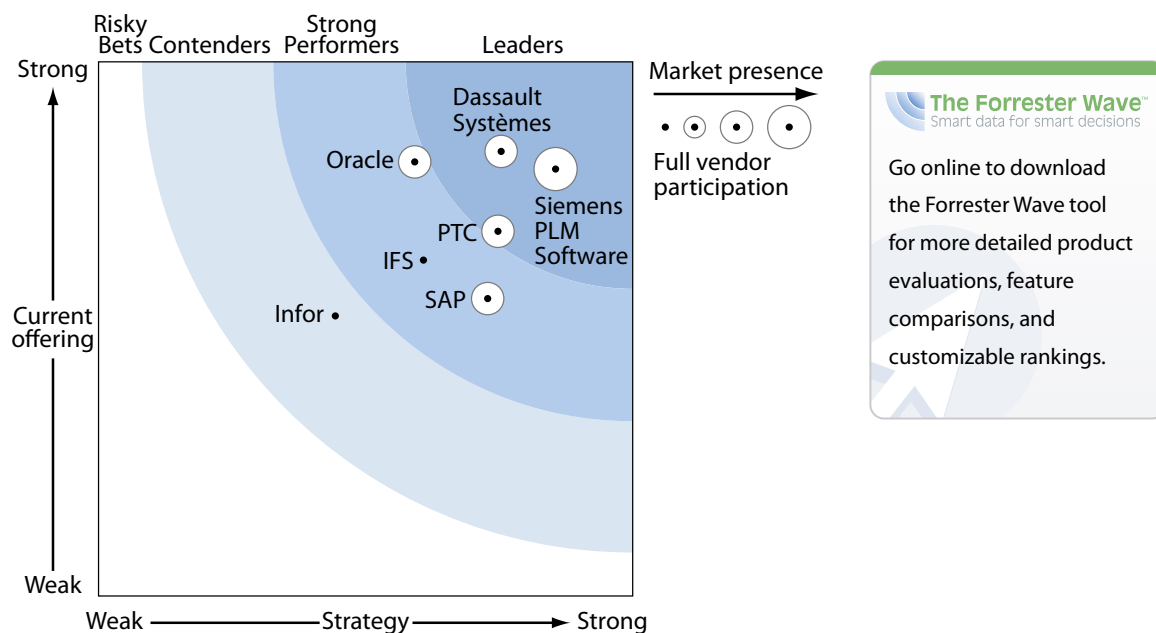 Risky
Bets
Contenders
Strong
Performers
Leaders
Strong
Current
offering
Weak
Dassault
Systèmes
Oracle
Siemens
PLM
Software
PTC
IFS
SAP
Infor
Weak
Strategy
Strong
Market presence
Full vendor
participation
The Forrester Wave™
Smart data for smart decisions
Go online to download
the Forrester Wave tool
for more detailed product
evaluations, feature
comparisons, and
customizable rankings.